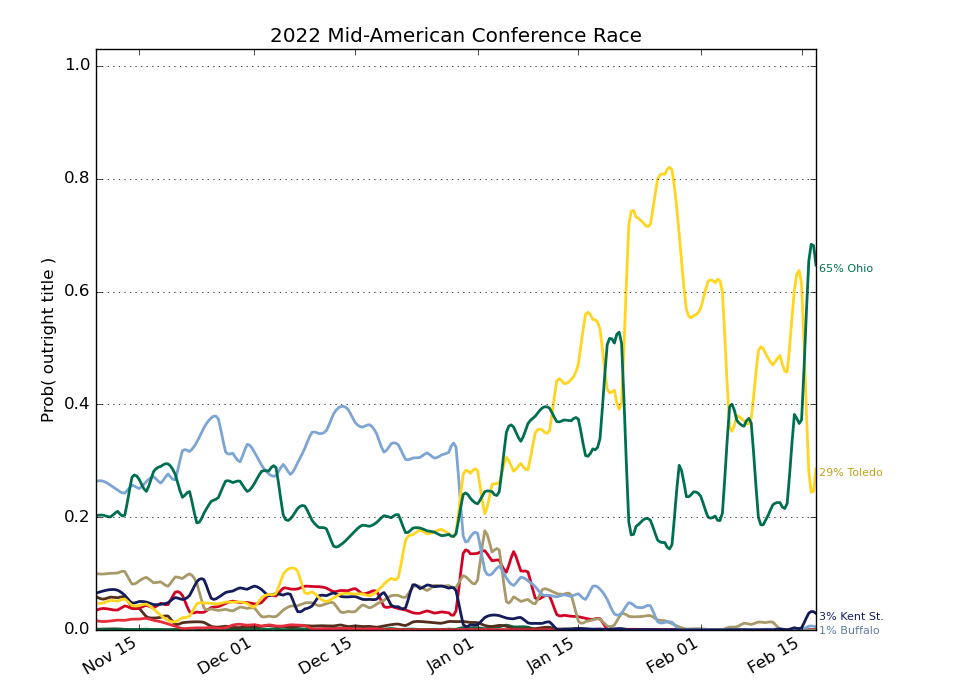 2022 Mid-American Conference Race
Prob( outright title )
1.0
0.8
0.6
0.4
0.2
0.0
65% Ohio
29% Toledo
3% Kent St.
1% Buffalo
Nov 15
Dec 01
Dec 15
Jan 01
Jan 15
Feb 01
Feb 15